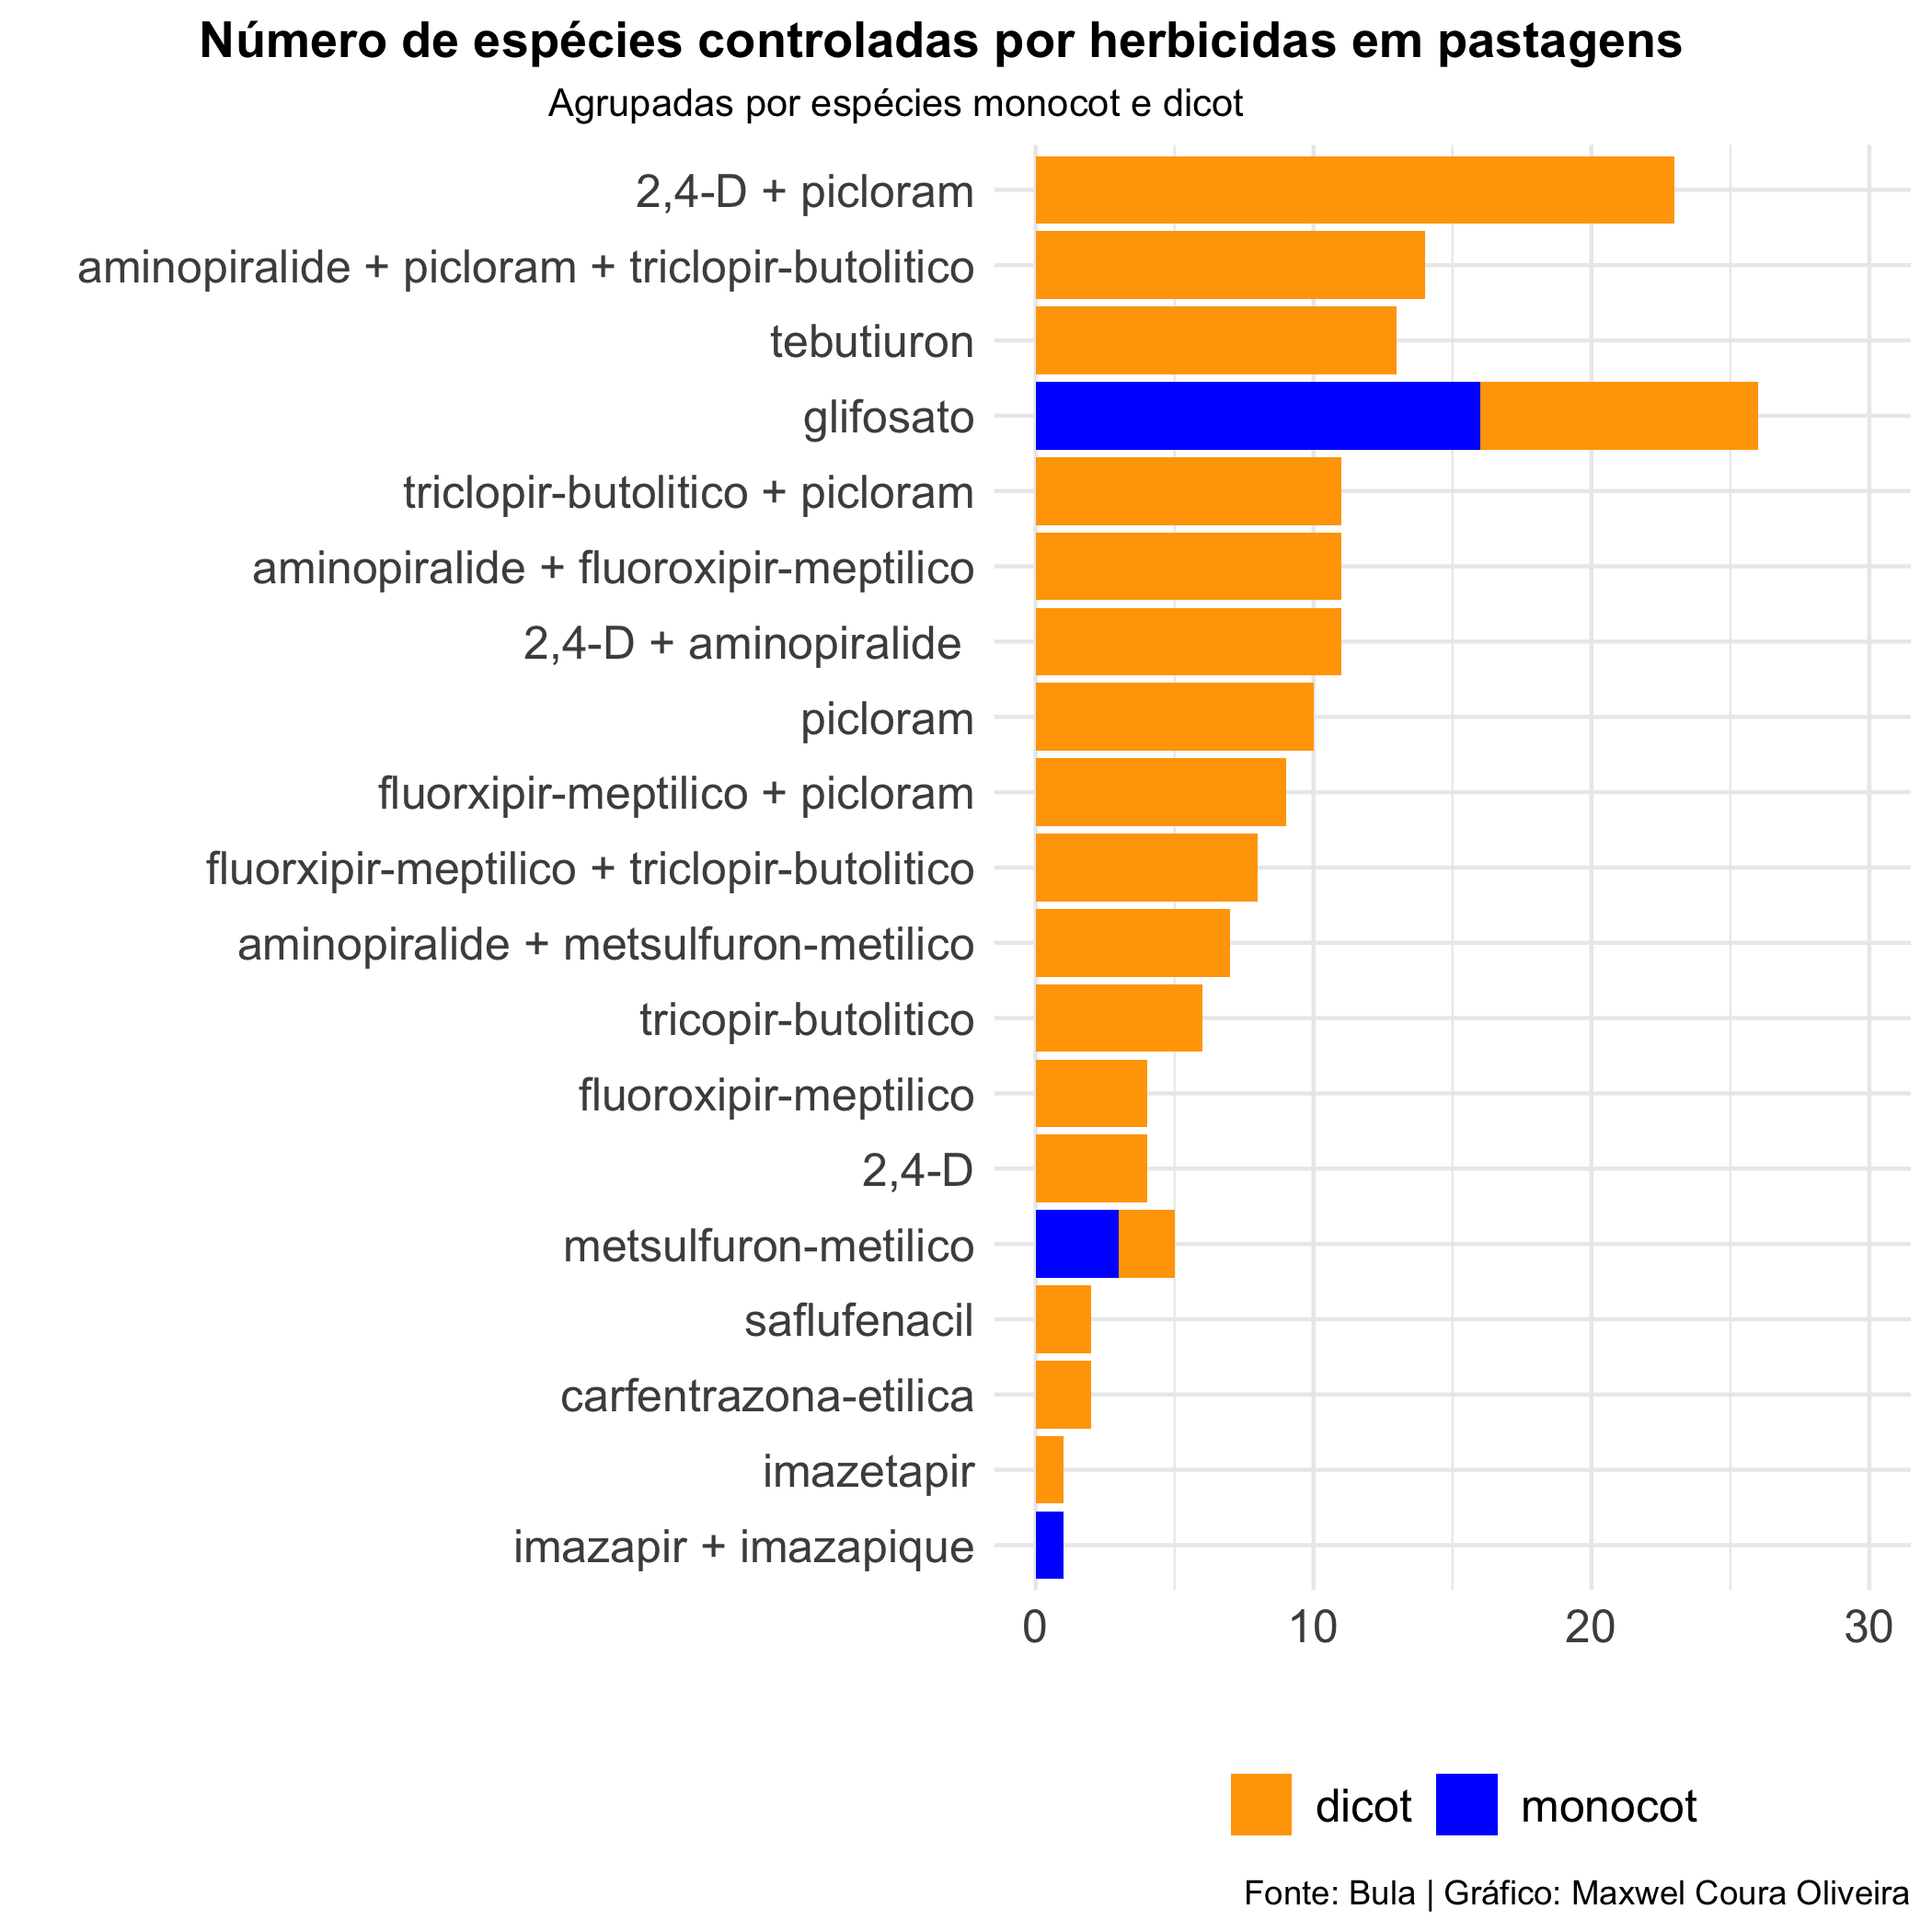 Número de espécies controladas por herbicidas em pastagens
Agrupadas por espécies monocot e dicot
2,4-D + picloram
aminopiralide + picloram + triclopir-butolitico
tebutiuron
glifosato
triclopir-butolitico + picloram
aminopiralide + fluoroxipir-meptilico
2,4-D + aminopiralide
picloram
fluorxipir-meptilico + picloram
fluorxipir-meptilico + triclopir-butolitico
aminopiralide + metsulfuron-metilico
tricopir-butolitico
fluoroxipir-meptilico
2,4-D
metsulfuron-metilico
saflufenacil
carfentrazona-etilica
imazetapir
imazapir + imazapique
0 10 20 30
dicot monocot
Fonte: Bula | Gráfico: Maxwel Coura Oliveira